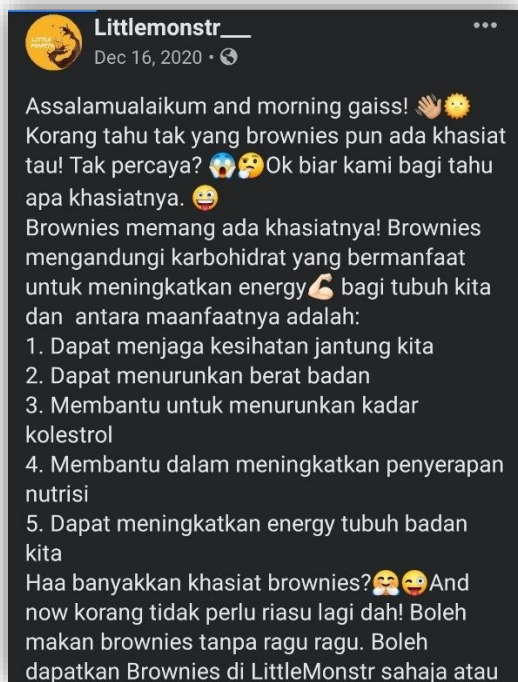 LITTLE
Littlemonstr___
Dec 16, 2020 •
Assalamualaikum and morning gaiss! 👋🏼🌞
Korang tahu tak yang brownies pun ada khasiat
tau! Tak percaya? 😱🤔Ok biar kami bagi tahu
apa khasiatnya. 🤪
Brownies memang ada khasiatnya! Brownies
mengandungi karbohidrat yang bermanfaat
untuk meningkatkan energy💪🏻 bagi tubuh kita
dan antara maanfaatnya adalah:
1. Dapat menjaga kesihatan jantung kita
2. Dapat menurunkan berat badan
3. Membantu untuk menurunkan kadar
kolestrol
4. Membantu dalam meningkatkan penyerapan
nutrisi
5. Dapat meningkatkan energy tubuh badan
kita
Haa banyakkan khasiat brownies?🤗😜And
now korang tidak perlu riasu lagi dah! Boleh
makan brownies tanpa ragu ragu. Boleh
dapatkan Brownies di LittleMonstr sahaja atau